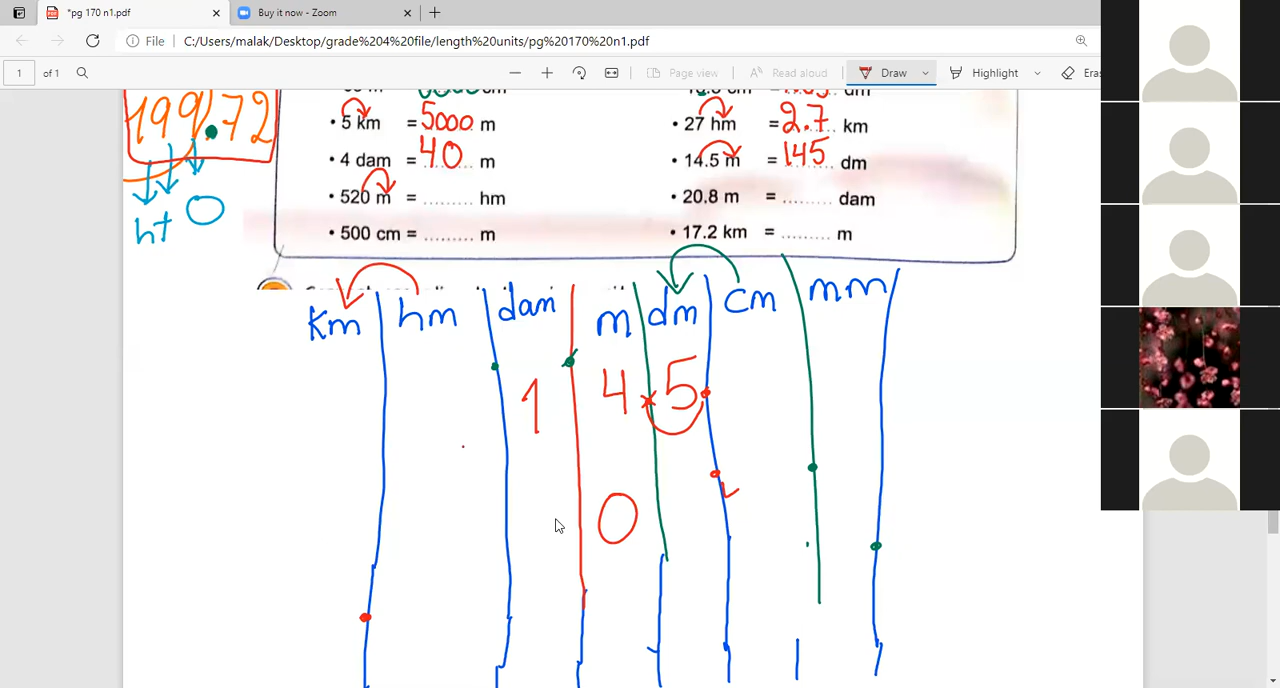 *pg 170 n1.pdf
Buy it now - Zoom
File
C:/Users/malak/Desktop/grade%204%20file/length%20units/pg%20170%20n1.pdf
1 of 1
Page view
Read aloud
Draw
Highlight
199.72
h t O
dm
• 5 km = 5000 m
• 27 hm = 2.7 km
• 4 dam = 40 m
• 14.5 m = 145 dm
• 520 m = ......... hm
• 20.8 m = ......... dam
• 500 cm = ......... m
• 17.2 km = ......... m
Km hm dam m dm cm mm
1 4 5
0